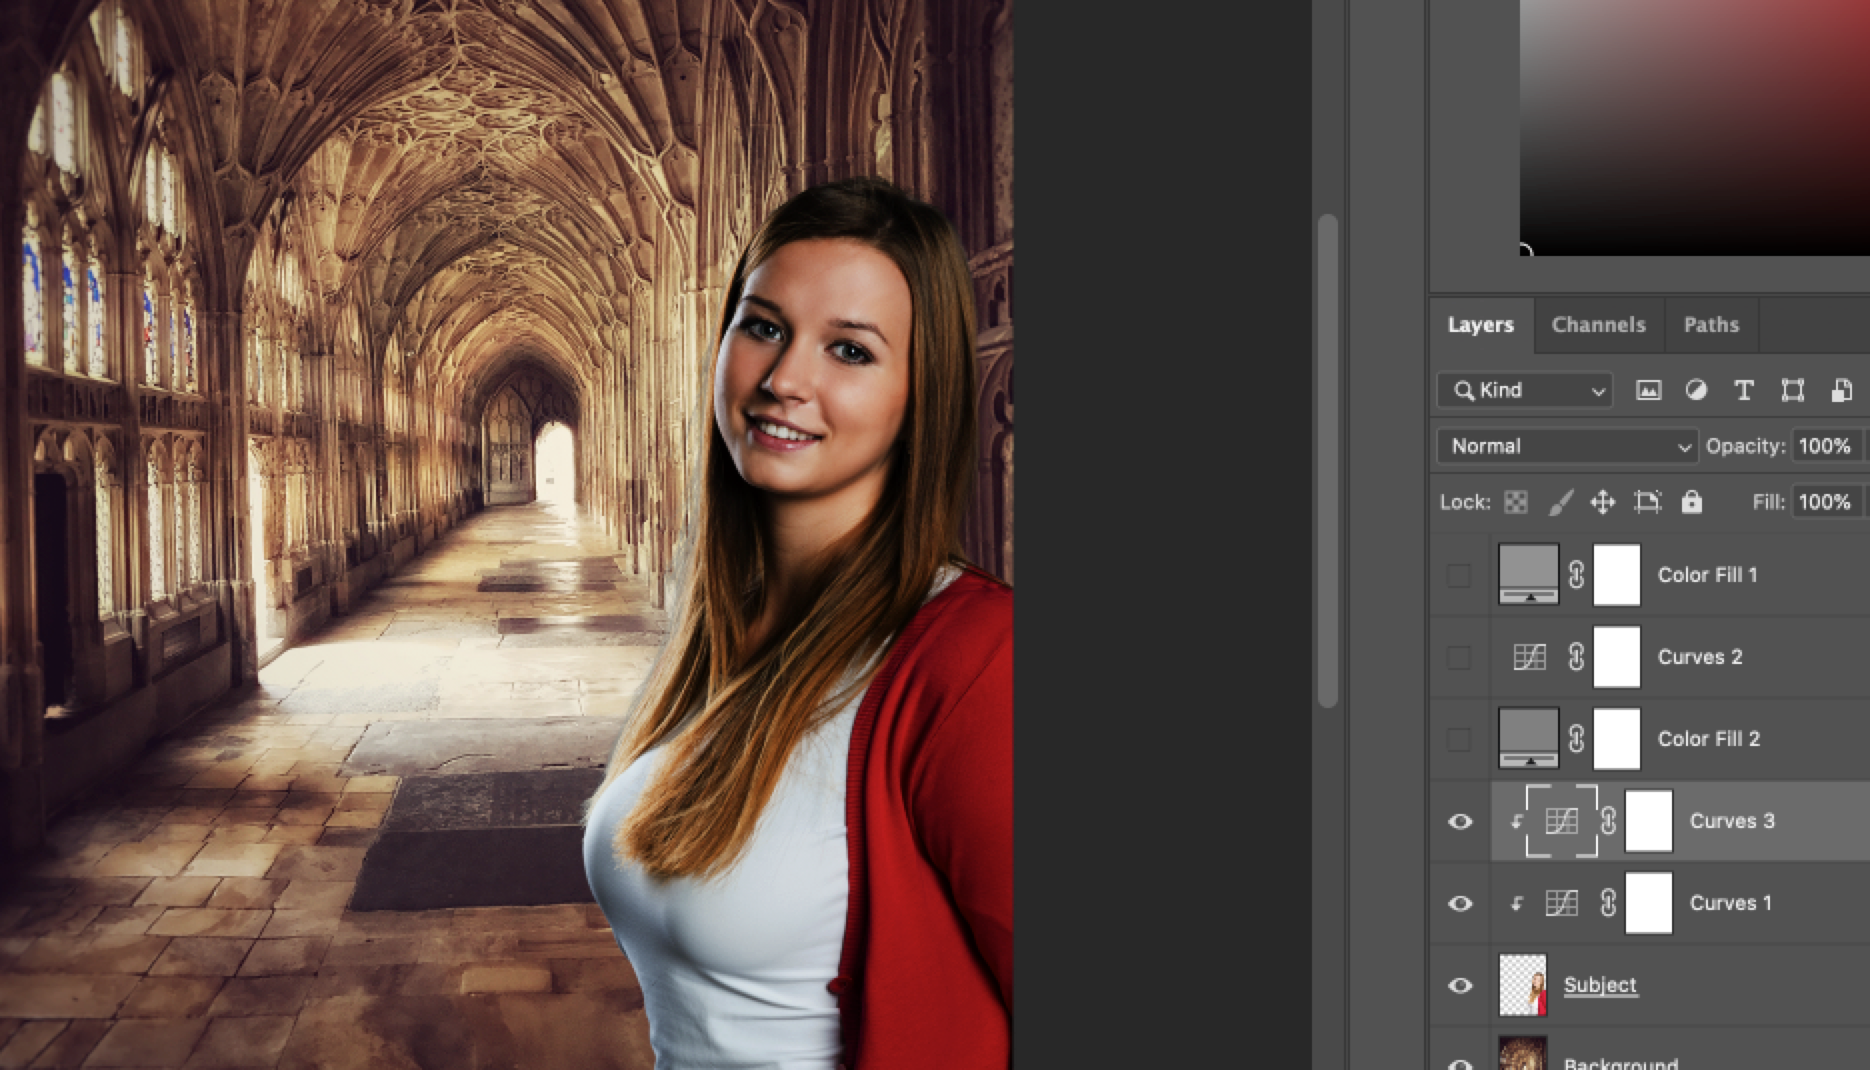 Layers Channels Paths
Kind
Normal Opacity: 100%
Lock: Fill: 100%
Color Fill 1
Curves 2
Color Fill 2
Curves 3
Curves 1
Subject
Background